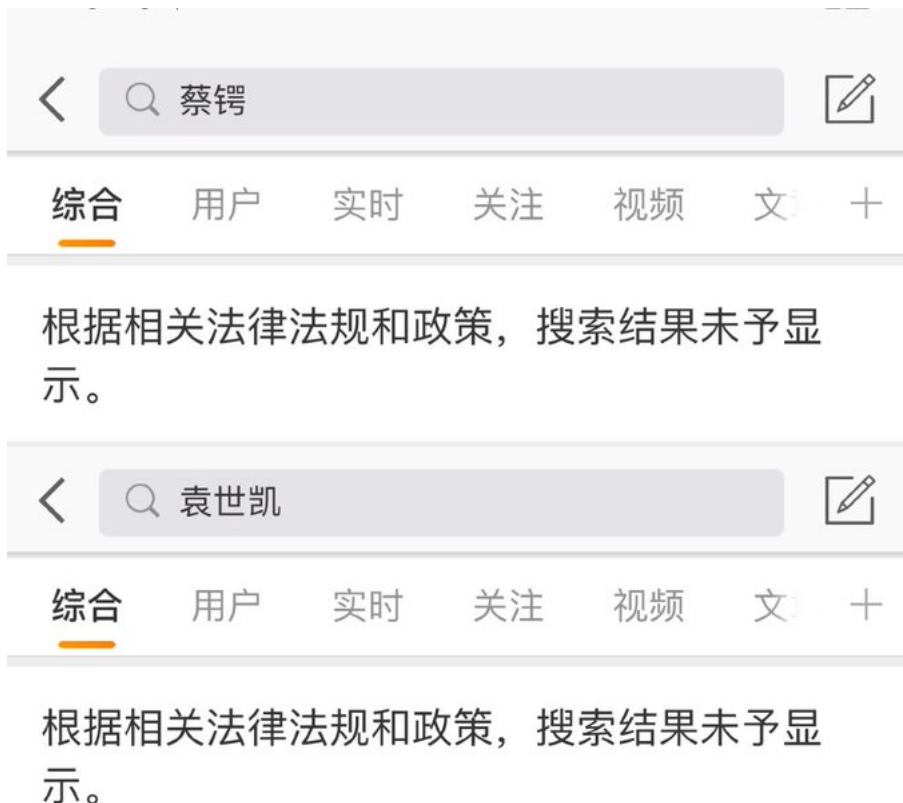 蔡锷
综合 用户 实时 关注 视频 文
根据相关法律法规和政策，搜索结果未予显
示。
袁世凯
综合 用户 实时 关注 视频 文
根据相关法律法规和政策，搜索结果未予显
示。